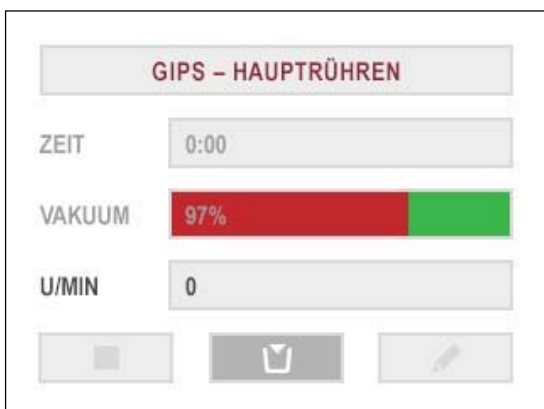 GIPS – HAUPTRÜHREN
ZEIT 0:00
VAKUUM 97%
U/MIN 0